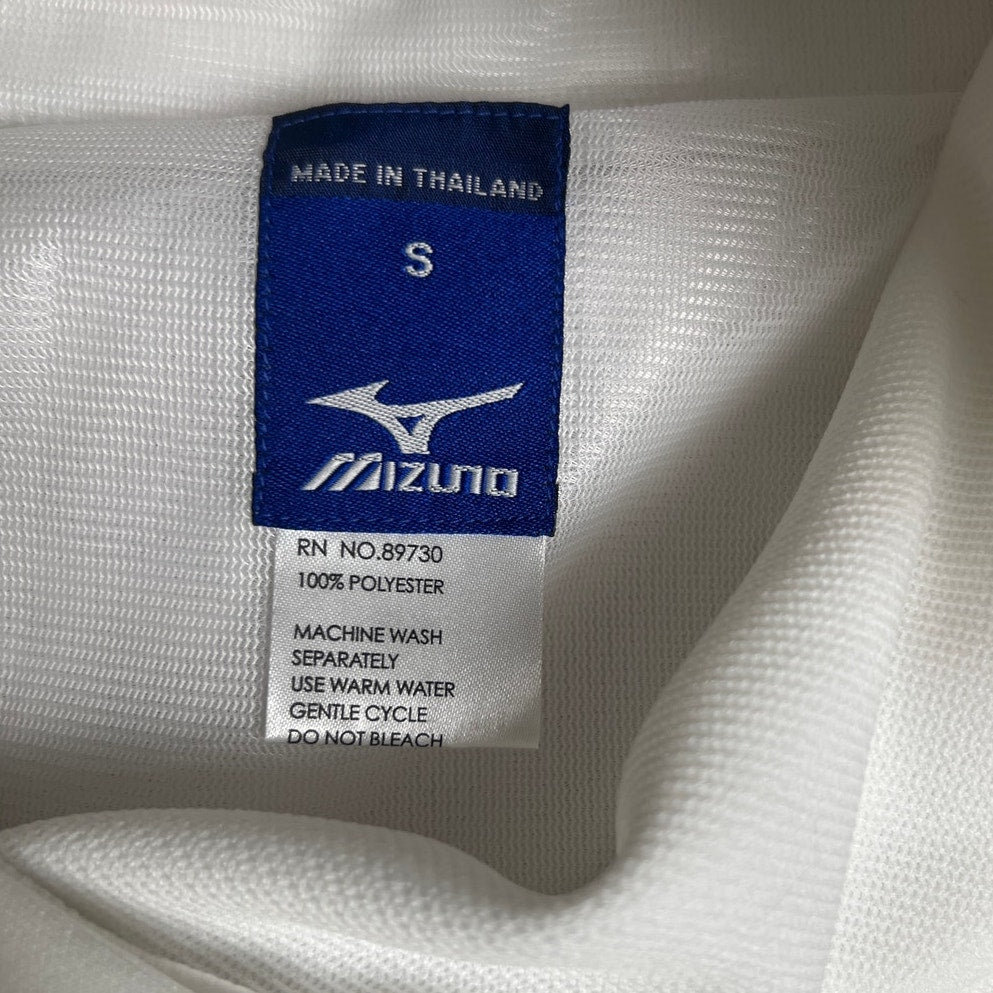 MADE IN THAILAND
S
MIZUNO
RN NO.89730
100% POLYESTER
MACHINE WASH
SEPARATELY
USE WARM WATER
GENTLE CYCLE
DO NOT BLEACH